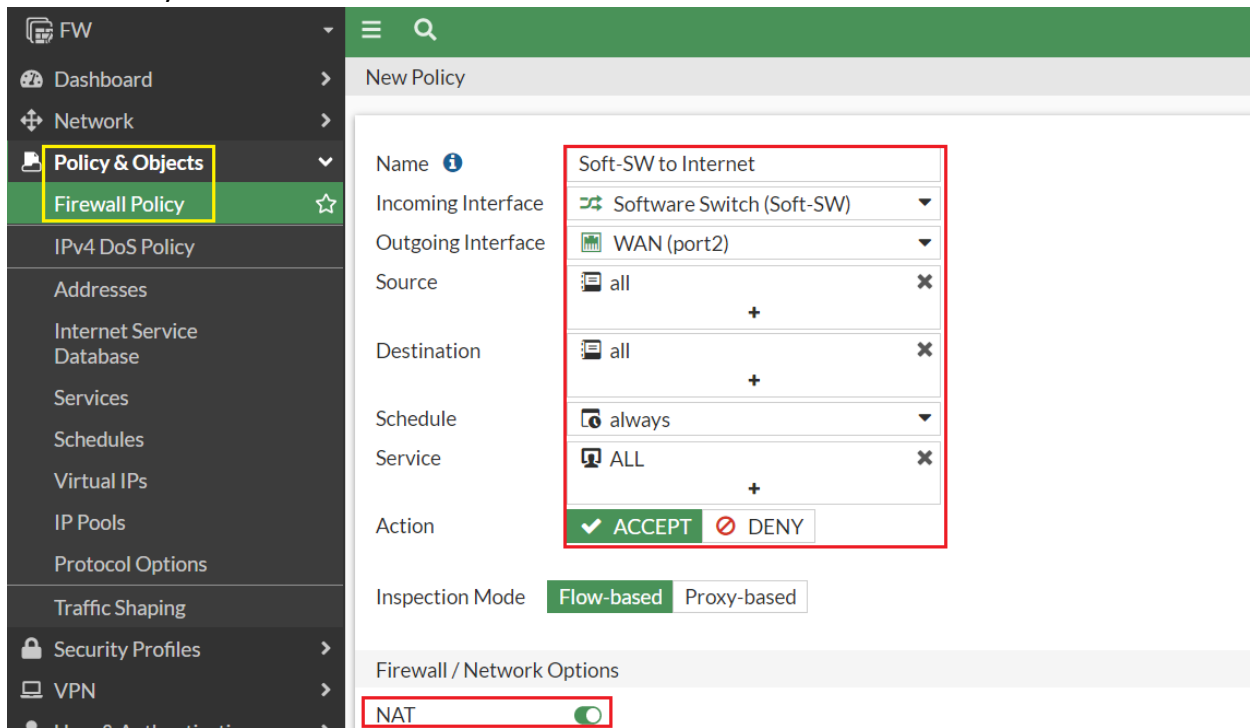 FW
Dashboard
Network
Policy & Objects
Firewall Policy
IPv4 DoS Policy
Addresses
Internet Service
Database
Services
Schedules
Virtual IPs
IP Pools
Protocol Options
Traffic Shaping
Security Profiles
VPN
New Policy
Name
Soft-SW to Internet
Incoming Interface
Software Switch (Soft-SW)
Outgoing Interface
WAN (port2)
Source
all
+
Destination
all
+
Schedule
always
Service
ALL
+
Action
ACCEPT DENY
Inspection Mode
Flow-based Proxy-based
Firewall / Network Options
NAT